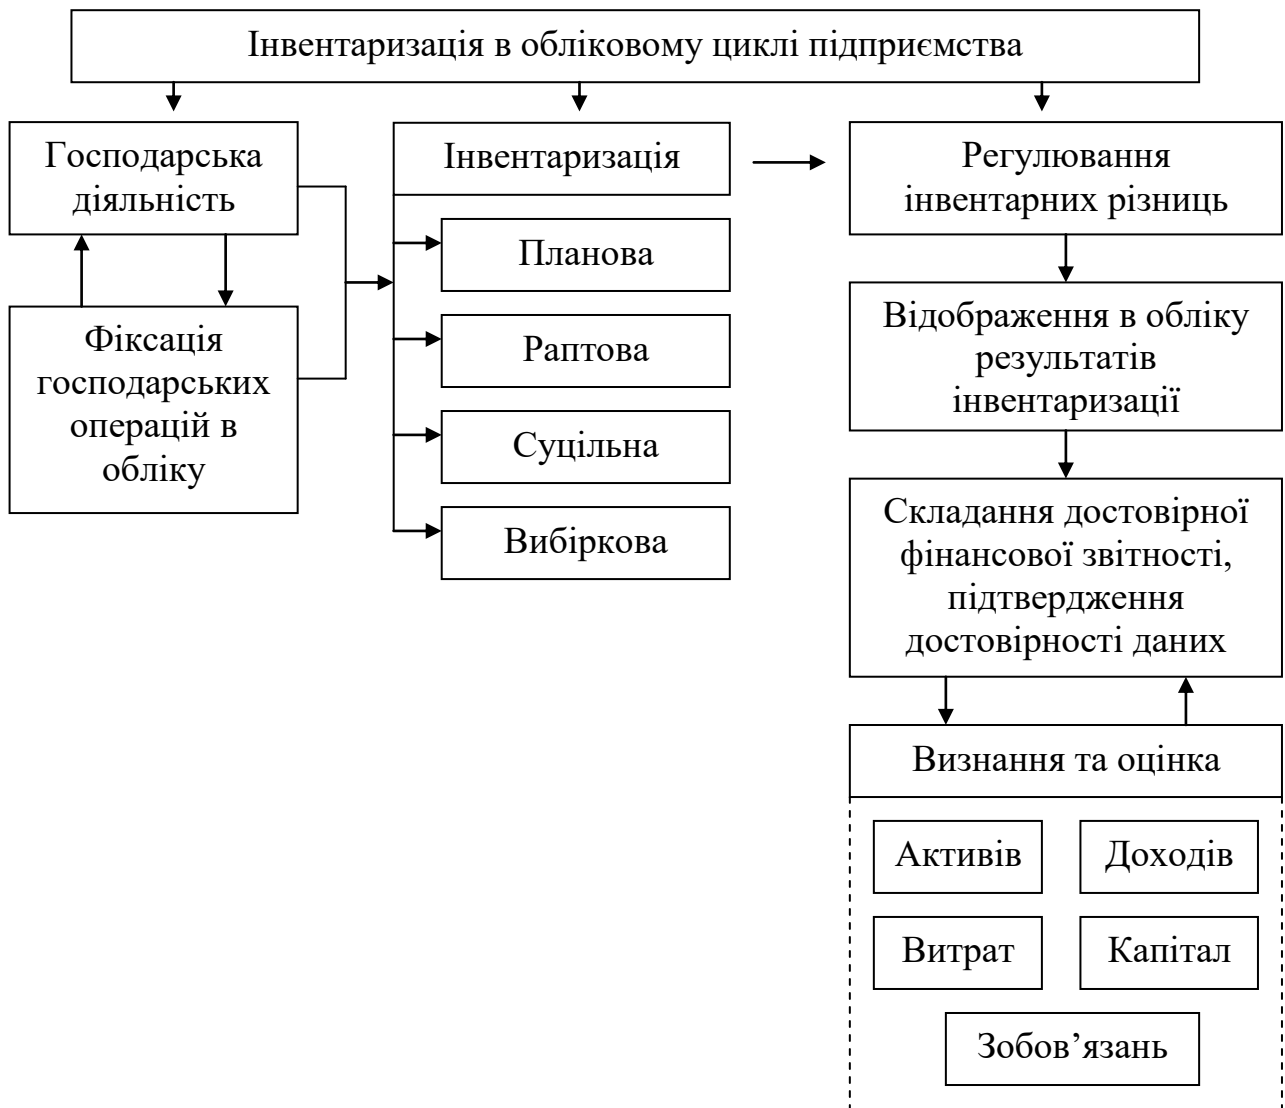 Інвентаризація в обліковому циклі підприємства
Господарська
діяльність
Фіксація
господарських
операцій в
обліку
Інвентаризація
Планова
Раптова
Суцільна
Вибіркова
Регулювання
інвентарних різниць
Відображення в обліку
результатів
інвентаризації
Складання достовірної
фінансової звітності,
підтвердження
достовірності даних
Визнання та оцінка
Активів
Доходів
Витрат
Капітал
Зобов’язань